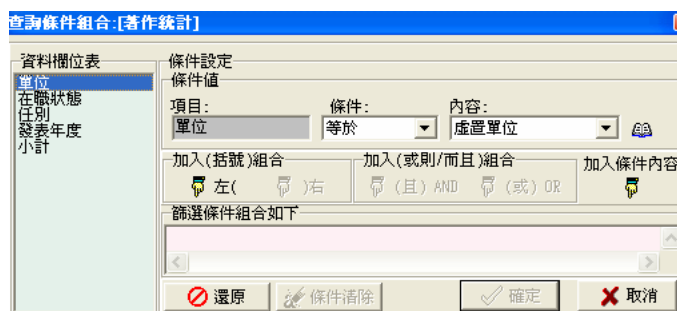 查詢條件組合:[著作統計]
資料欄位表
單位
在職狀態
任別
發表年度
小計
條件設定
條件值
項目: 條件: 內容:
單位 等於 虛置單位
加入(括號)組合 加入(或則/而且)組合 加入條件內容
左( )右 (且) AND (或) OR
篩選條件組合如下
還原 條件清除 確定 取消